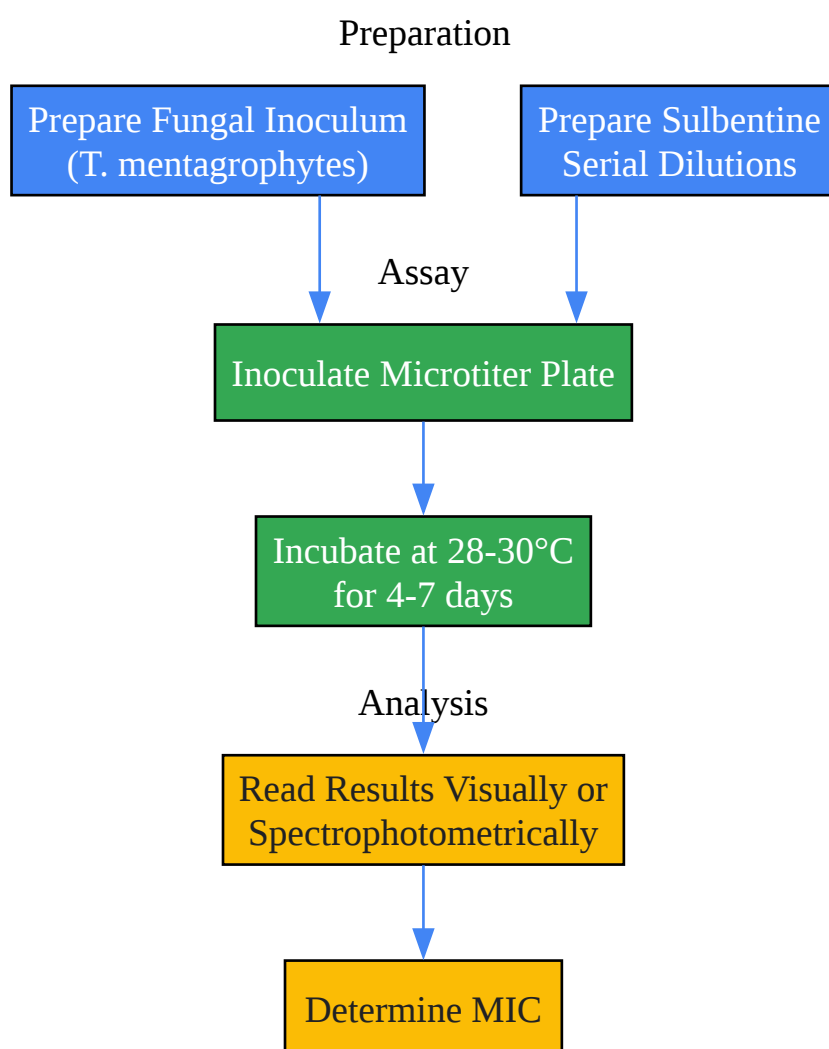 Preparation
Prepare Fungal Inoculum
(T. mentagrophytes)
Prepare Sulbentine
Serial Dilutions
Assay
Inoculate Microtiter Plate
Incubate at 28-30°C
for 4-7 days
Analysis
Read Results Visually or
Spectrophotometrically
Determine MIC